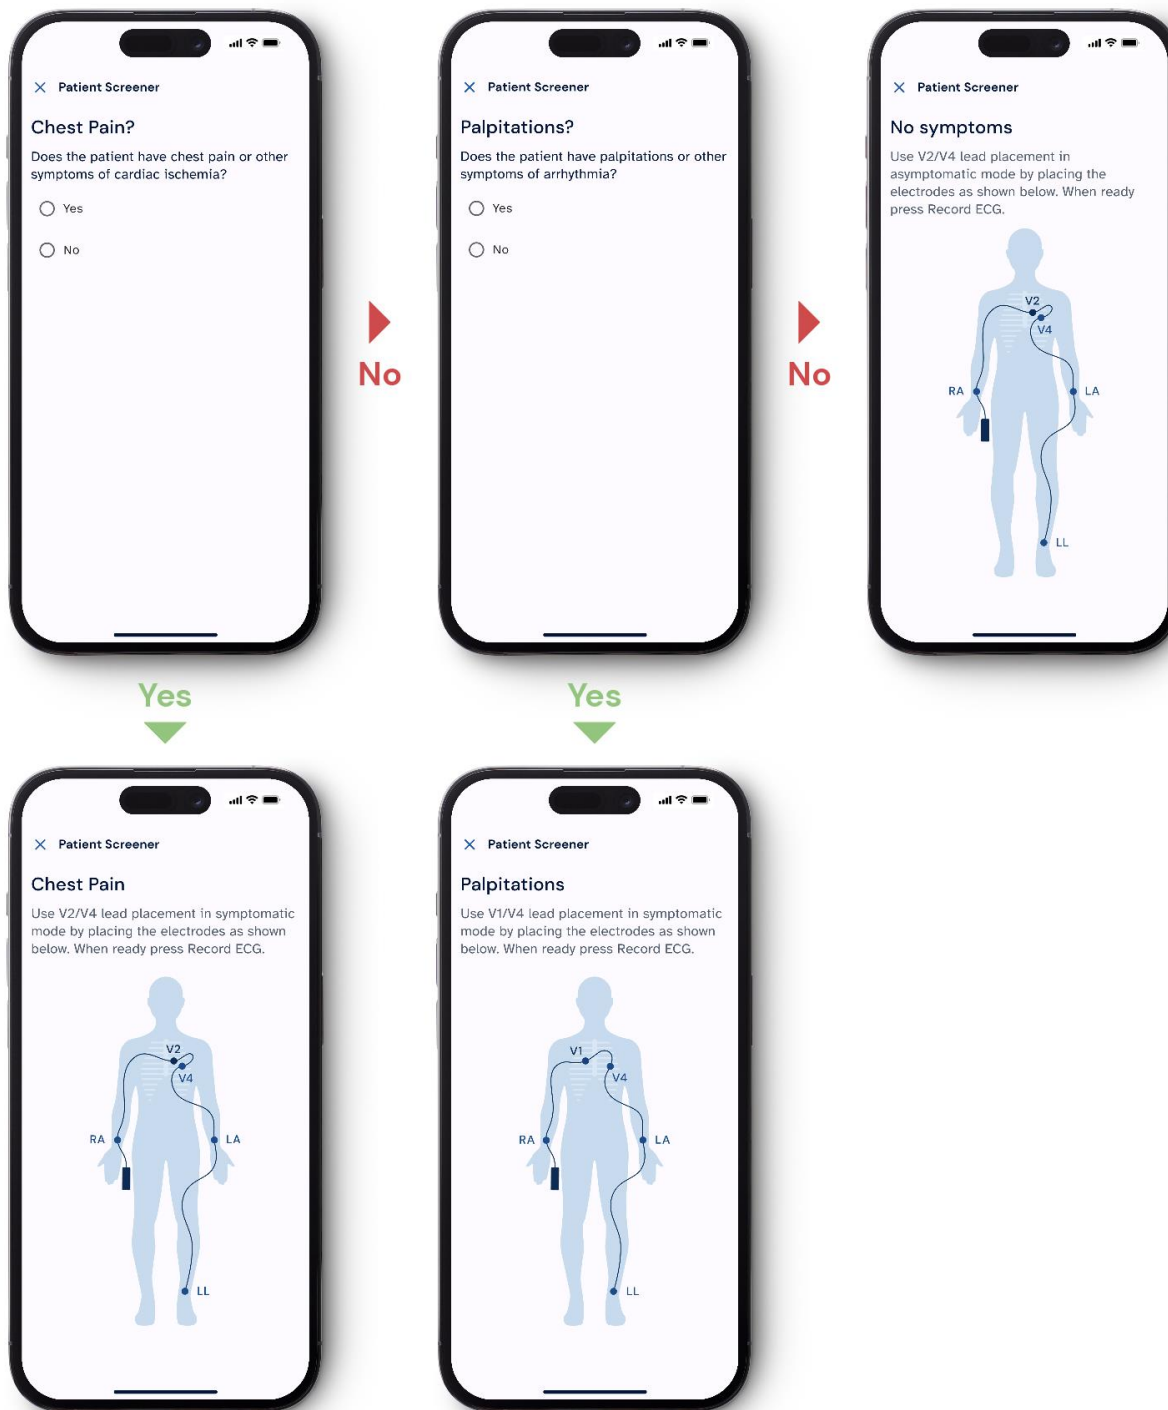 Patient Screener
Chest Pain?
Does the patient have chest pain or other
symptoms of cardiac ischemia?
Yes
No
No
Patient Screener
Palpitations?
Does the patient have palpitations or other
symptoms of arrhythmia?
Yes
No
No
Patient Screener
No symptoms
Use V2/V4 lead placement in
asymptomatic mode by placing the
electrodes as shown below. When ready
press Record ECG.
V2
V4
RA
LA
LL
Yes
Yes
Patient Screener
Chest Pain
Use V2/V4 lead placement in symptomatic
mode by placing the electrodes as shown
below. When ready press Record ECG.
V2
V4
RA
LA
LL
Patient Screener
Palpitations
Use V1/V4 lead placement in symptomatic
mode by placing the electrodes as shown
below. When ready press Record ECG.
V1
V4
RA
LA
LL